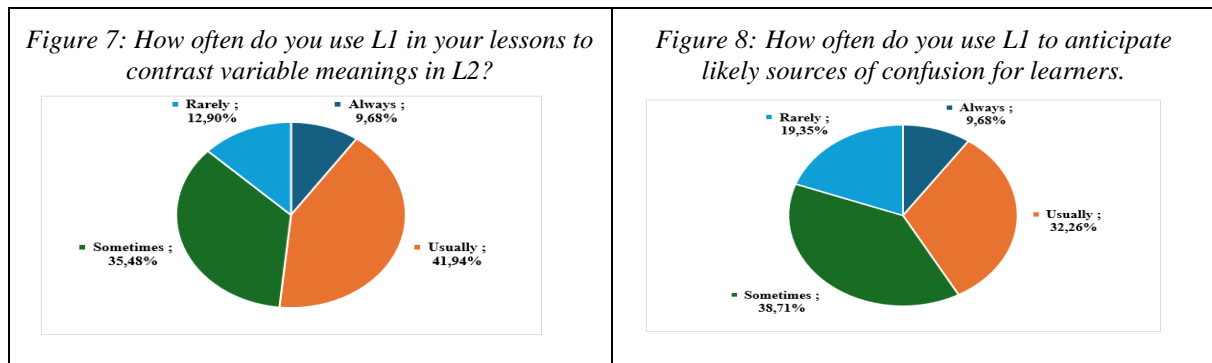 Figure 7: How often do you use L1 in your lessons to
contrast variable meanings in L2?
Rarely ;
12,90%
Always ;
9,68%
Sometimes ;
35,48%
Usually ;
41,94%
Figure 8: How often do you use L1 to anticipate
likely sources of confusion for learners.
Rarely ;
19,35%
Always ;
9,68%
Usually ;
32,26%
Sometimes ;
38,71%